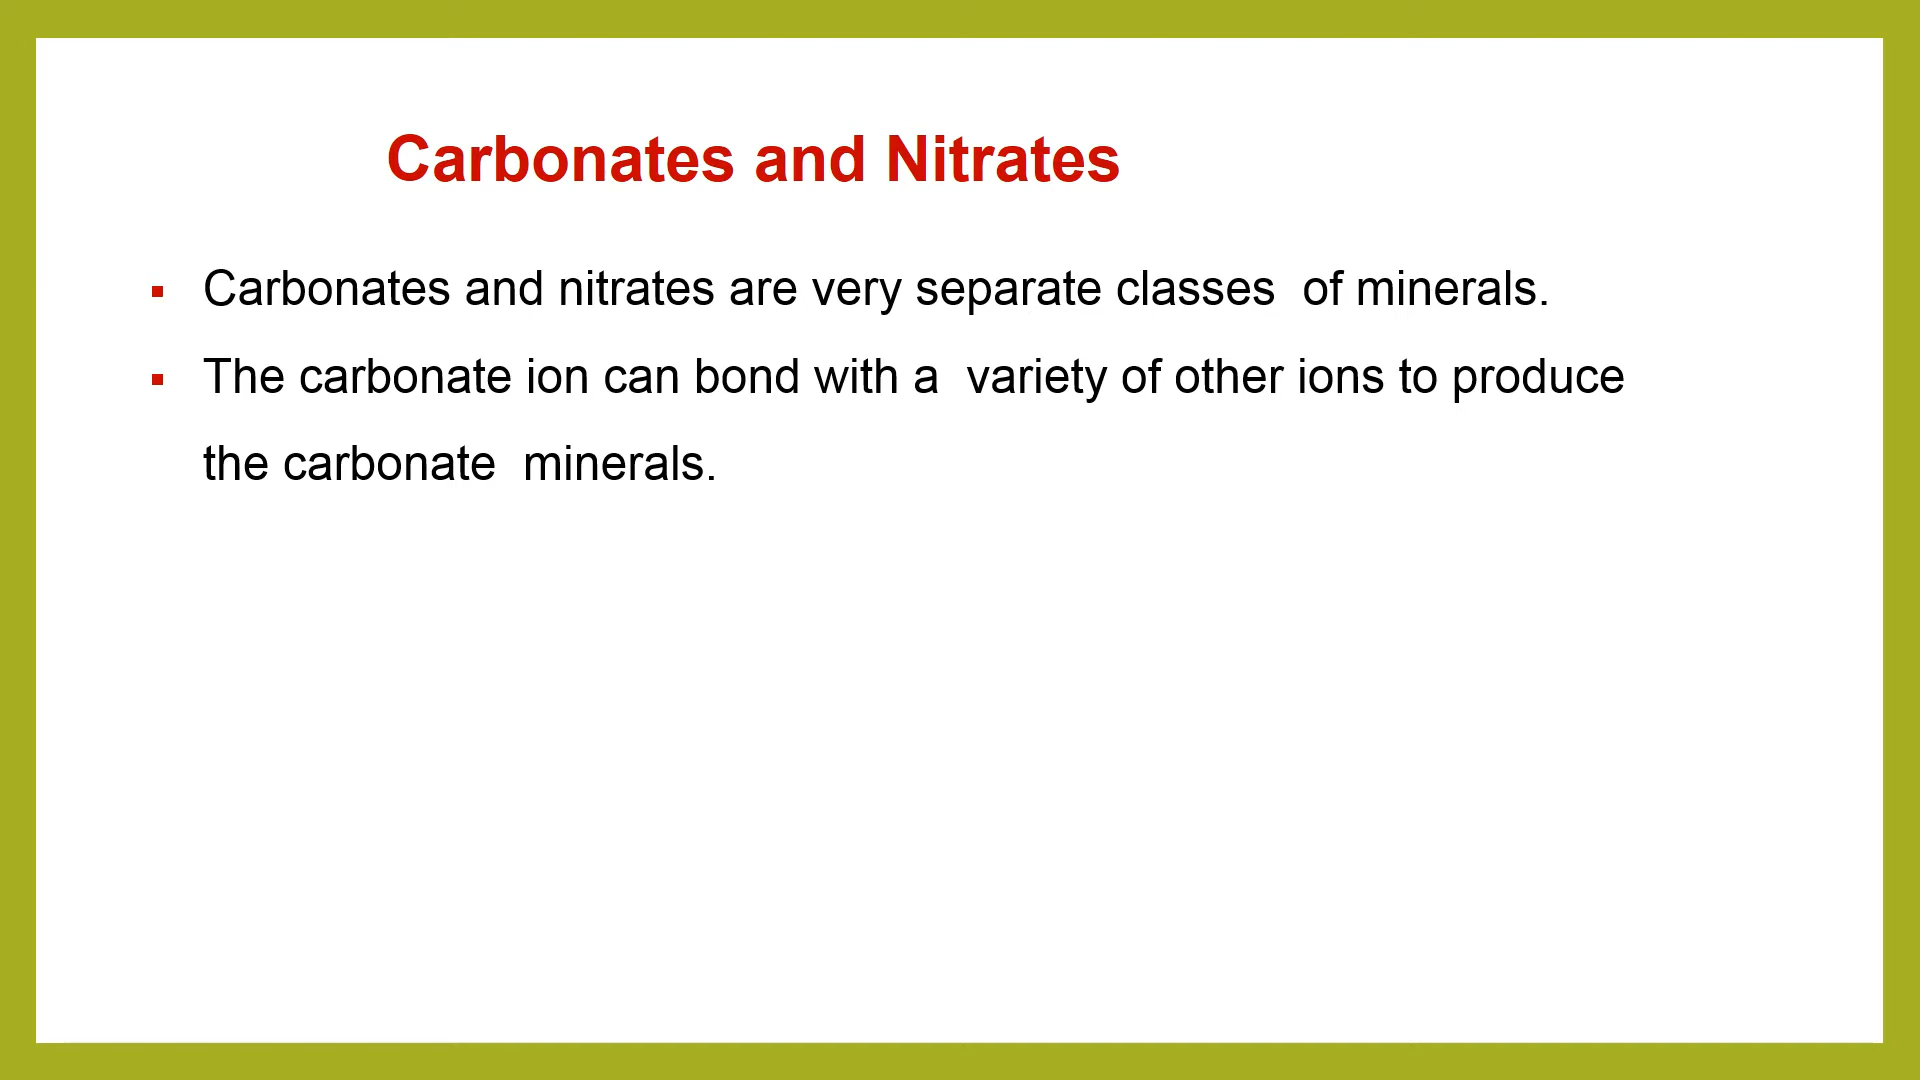 Carbonates and Nitrates
▪ Carbonates and nitrates are very separate classes  of minerals.
▪ The carbonate ion can bond with a  variety of other ions to produce
the carbonate  minerals.